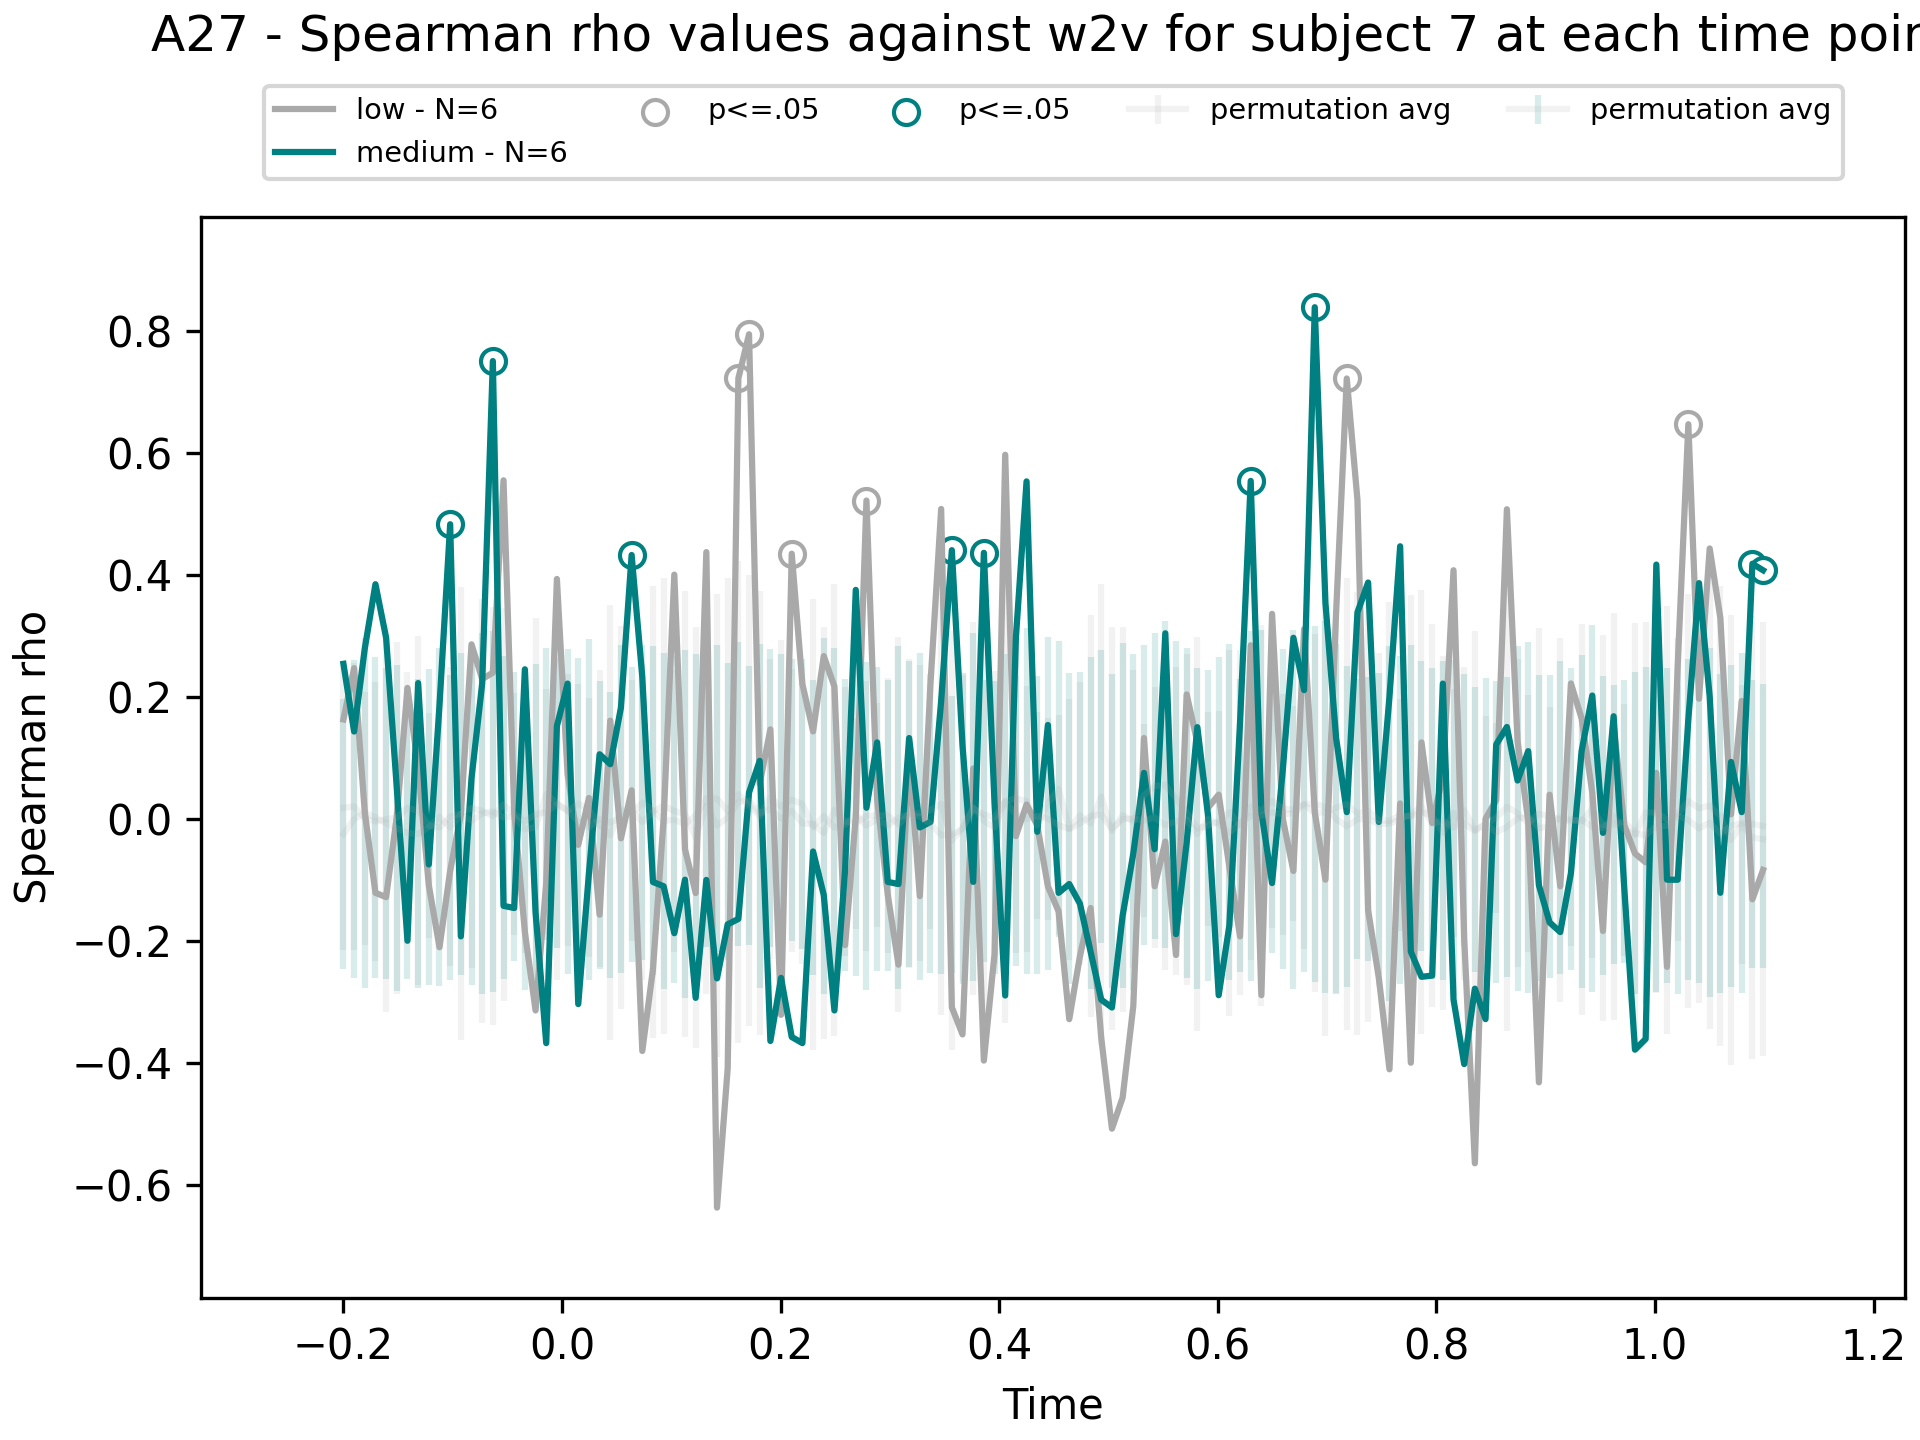 A27 - Spearman rho values against w2v for subject 7 at each time poin
low - N=6
medium - N=6
p<=.05
p<=.05
permutation avg
permutation avg
Spearman rho
0.8
0.6
0.4
0.2
0.0
−0.2
−0.4
−0.6
−0.2
0.0
0.2
0.4
0.6
0.8
1.0
1.2
Time